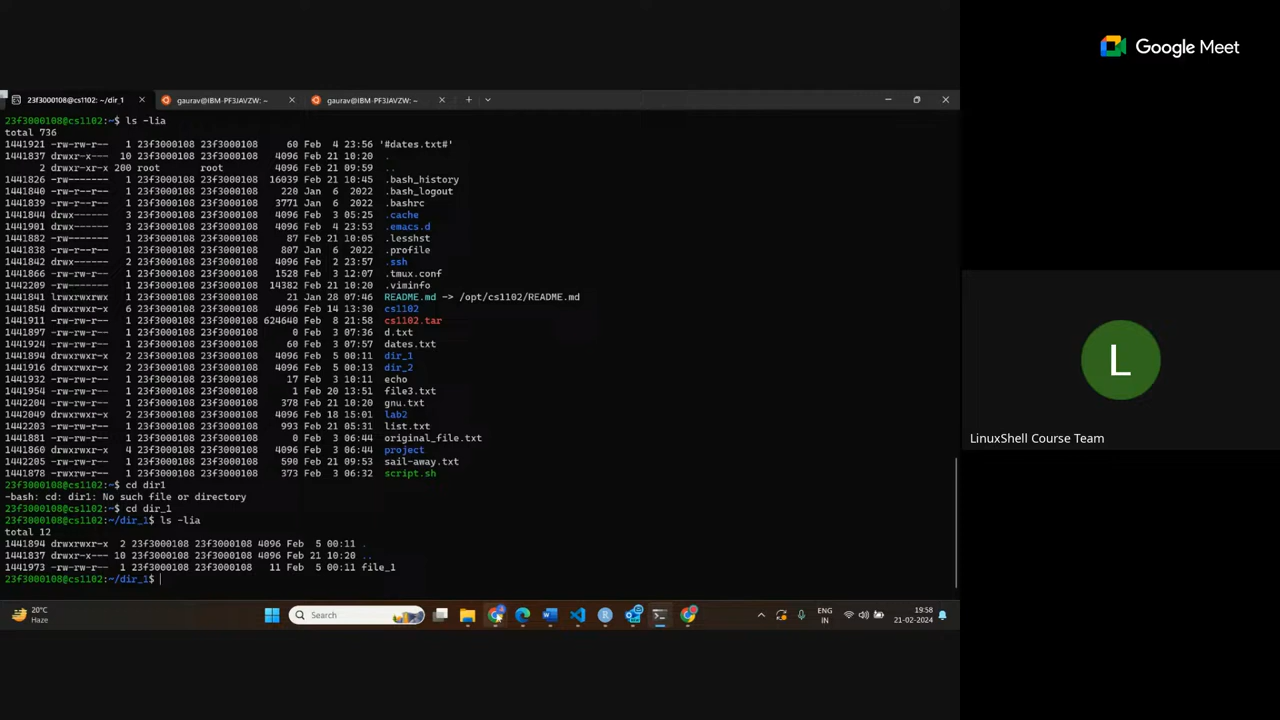 Google Meet
23f3000108@cs1102: ~/dir_1
gaurav@IBM-PF3JAVZW: ~
gaurav@IBM-PF3JAVZW: ~
23f3000108@cs1102:~$ ls -lia
total 736
1441921 -rw-rw-r-- 1 23f3000108 23f3000108 60 Feb 4 23:56 '#dates.txt#'
1441837 drwxr-x--- 10 23f3000108 23f3000108 4096 Feb 21 10:20 .
2 drwxr-xr-x 200 root root 4096 Feb 21 09:59 ..
1441826 -rw------- 1 23f3000108 23f3000108 16039 Feb 21 10:45 .bash_history
1441840 -rw-r--r-- 1 23f3000108 23f3000108 220 Jan 6 2022 .bash_logout
1441839 -rw-r--r-- 1 23f3000108 23f3000108 3771 Jan 6 2022 .bashrc
1441844 drwx------ 3 23f3000108 23f3000108 4096 Feb 3 05:25 .cache
1441901 drwx------ 3 23f3000108 23f3000108 4096 Feb 4 23:53 .emacs.d
1441882 -rw------- 1 23f3000108 23f3000108 87 Feb 21 10:05 .lesshst
1441838 -rw-r--r-- 1 23f3000108 23f3000108 807 Jan 6 2022 .profile
1441842 drwx------ 2 23f3000108 23f3000108 4096 Feb 2 23:57 .ssh
1441866 -rw-rw-r-- 1 23f3000108 23f3000108 1528 Feb 3 12:07 .tmux.conf
1442209 -rw------- 1 23f3000108 23f3000108 14382 Feb 21 10:20 .viminfo
1441841 lrwxrwxrwx 1 23f3000108 23f3000108 21 Jan 28 07:46 README.md -> /opt/cs1102/README.md
1441854 drwxrwxr-x 6 23f3000108 23f3000108 4096 Feb 14 13:30 cs1102
1441911 -rw-rw-r-- 1 23f3000108 23f3000108 624640 Feb 8 21:58 cs1102.tar
1441897 -rw-rw-r-- 1 23f3000108 23f3000108 0 Feb 3 07:36 d.txt
1441924 -rw-rw-r-- 1 23f3000108 23f3000108 60 Feb 3 07:57 dates.txt
1441894 drwxrwxr-x 2 23f3000108 23f3000108 4096 Feb 5 00:11 dir_1
1441916 drwxrwxr-x 2 23f3000108 23f3000108 4096 Feb 5 00:13 dir_2
1441932 -rw-rw-r-- 1 23f3000108 23f3000108 17 Feb 3 10:11 echo
1441954 -rw-rw-r-- 1 23f3000108 23f3000108 1 Feb 20 13:51 file3.txt
1442204 -rw-rw-r-- 1 23f3000108 23f3000108 378 Feb 21 10:20 gnu.txt
1442049 drwxrwxr-x 2 23f3000108 23f3000108 4096 Feb 18 15:01 lab2
1442203 -rw-rw-r-- 1 23f3000108 23f3000108 993 Feb 21 05:31 list.txt
1441881 -rw-rw-r-- 1 23f3000108 23f3000108 0 Feb 3 06:44 original_file.txt
1441860 drwxrwxr-x 4 23f3000108 23f3000108 4096 Feb 3 06:44 project
1442205 -rw-rw-r-- 1 23f3000108 23f3000108 590 Feb 21 09:53 sail-away.txt
1441878 -rwxrwxr-x 1 23f3000108 23f3000108 373 Feb 3 06:32 script.sh
23f3000108@cs1102:~$ cd dir1
-bash: cd: dir1: No such file or directory
23f3000108@cs1102:~$ cd dir_1
23f3000108@cs1102:~/dir_1$ ls -lia
total 12
1441894 drwxrwxr-x 2 23f3000108 23f3000108 4096 Feb 5 00:11 .
1441837 drwxr-x--- 10 23f3000108 23f3000108 4096 Feb 21 10:20 ..
1441973 -rw-rw-r-- 1 23f3000108 23f3000108 11 Feb 5 00:11 file_1
23f3000108@cs1102:~/dir_1$
L
LinuxShell Course Team
20°C
Haze
Search
ENG
IN
19:58
21-02-2024